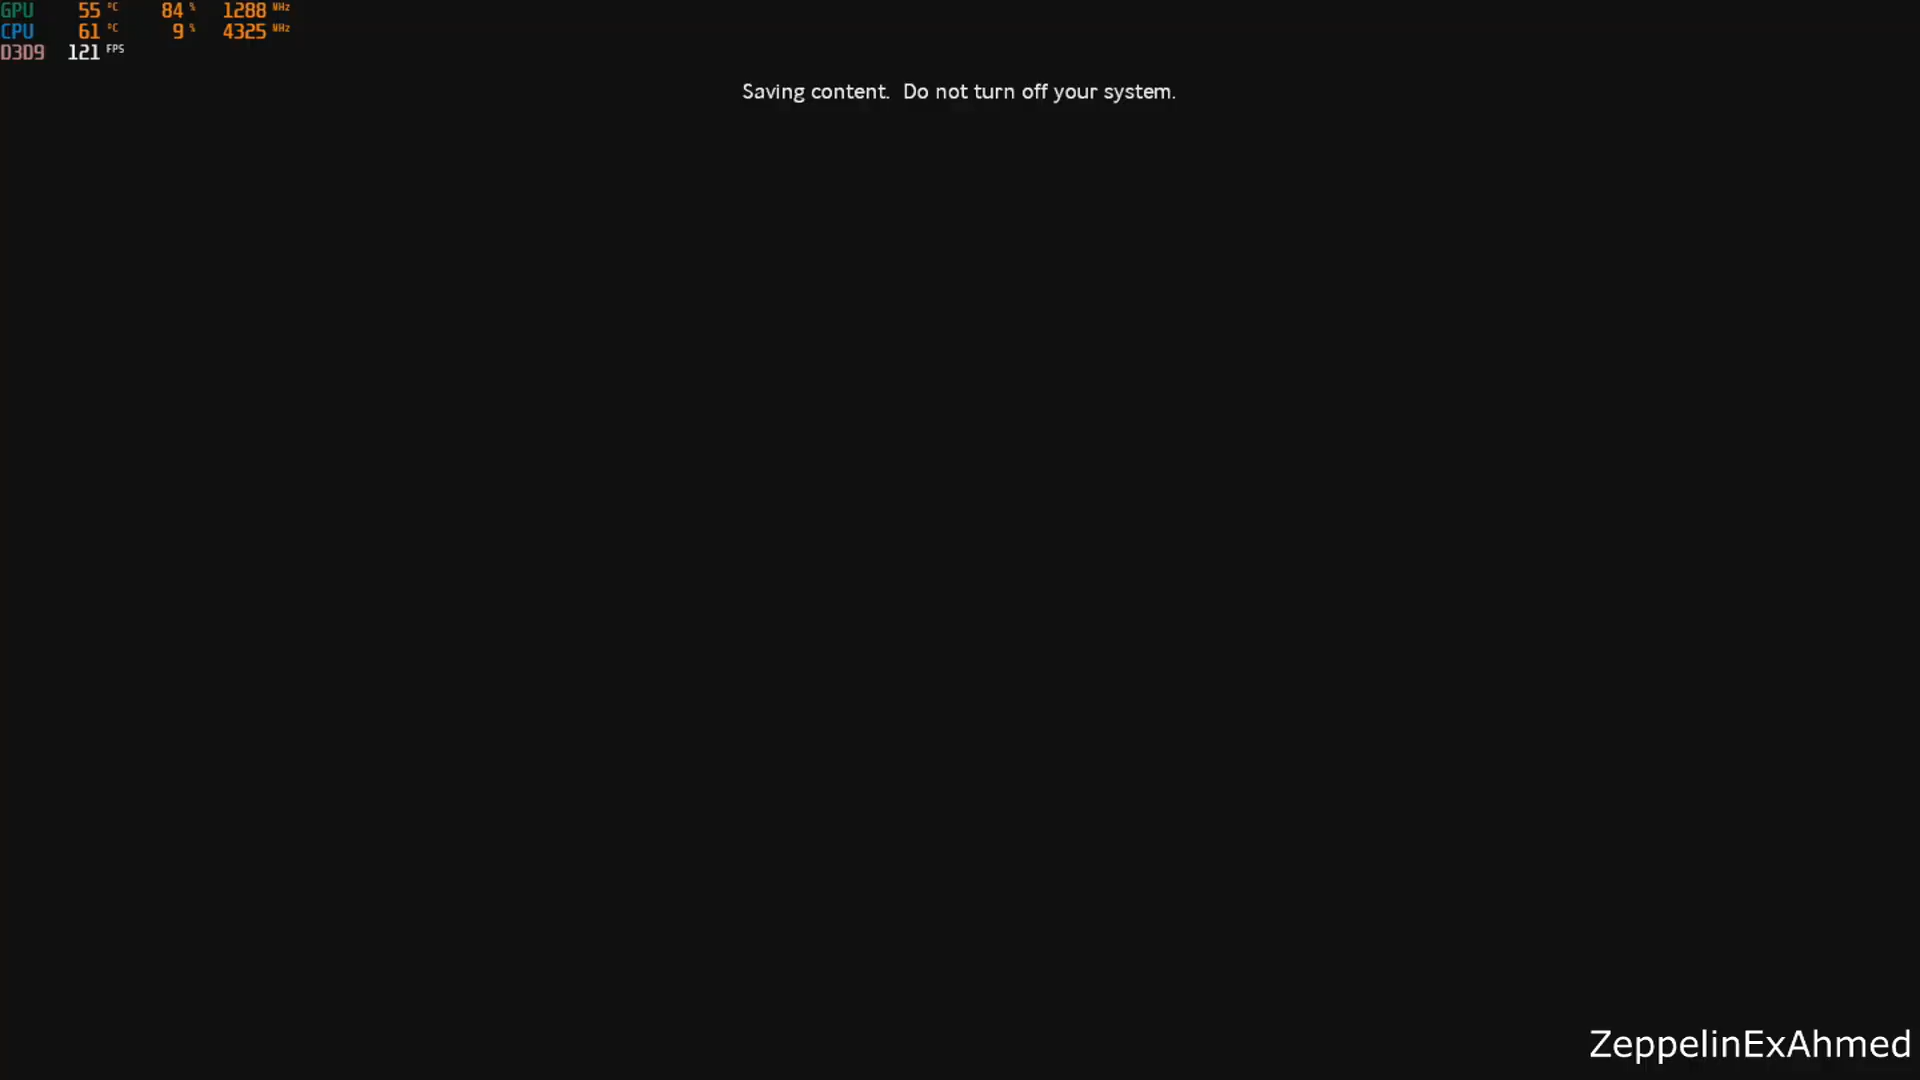 GPU 55 °C 84 % 1288 MHz
CPU 61 °C 9 % 4325 MHz
D3D9 121 FPS
Saving content. Do not turn off your system.
ZeppelinExAhmed